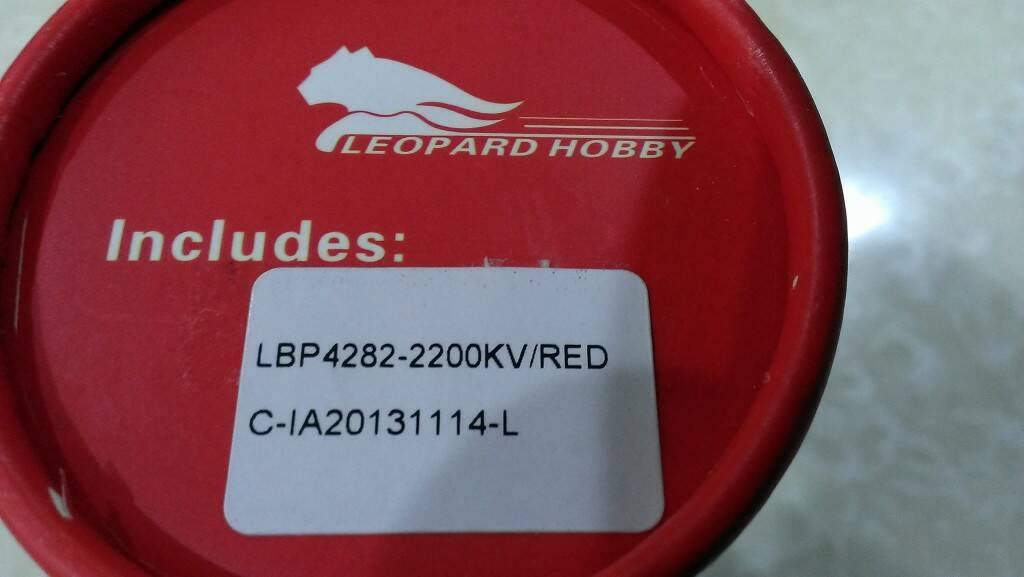 LEOPARD HOBBY
Includes:
LBP4282-2200KV/RED
C-IA20131114-L